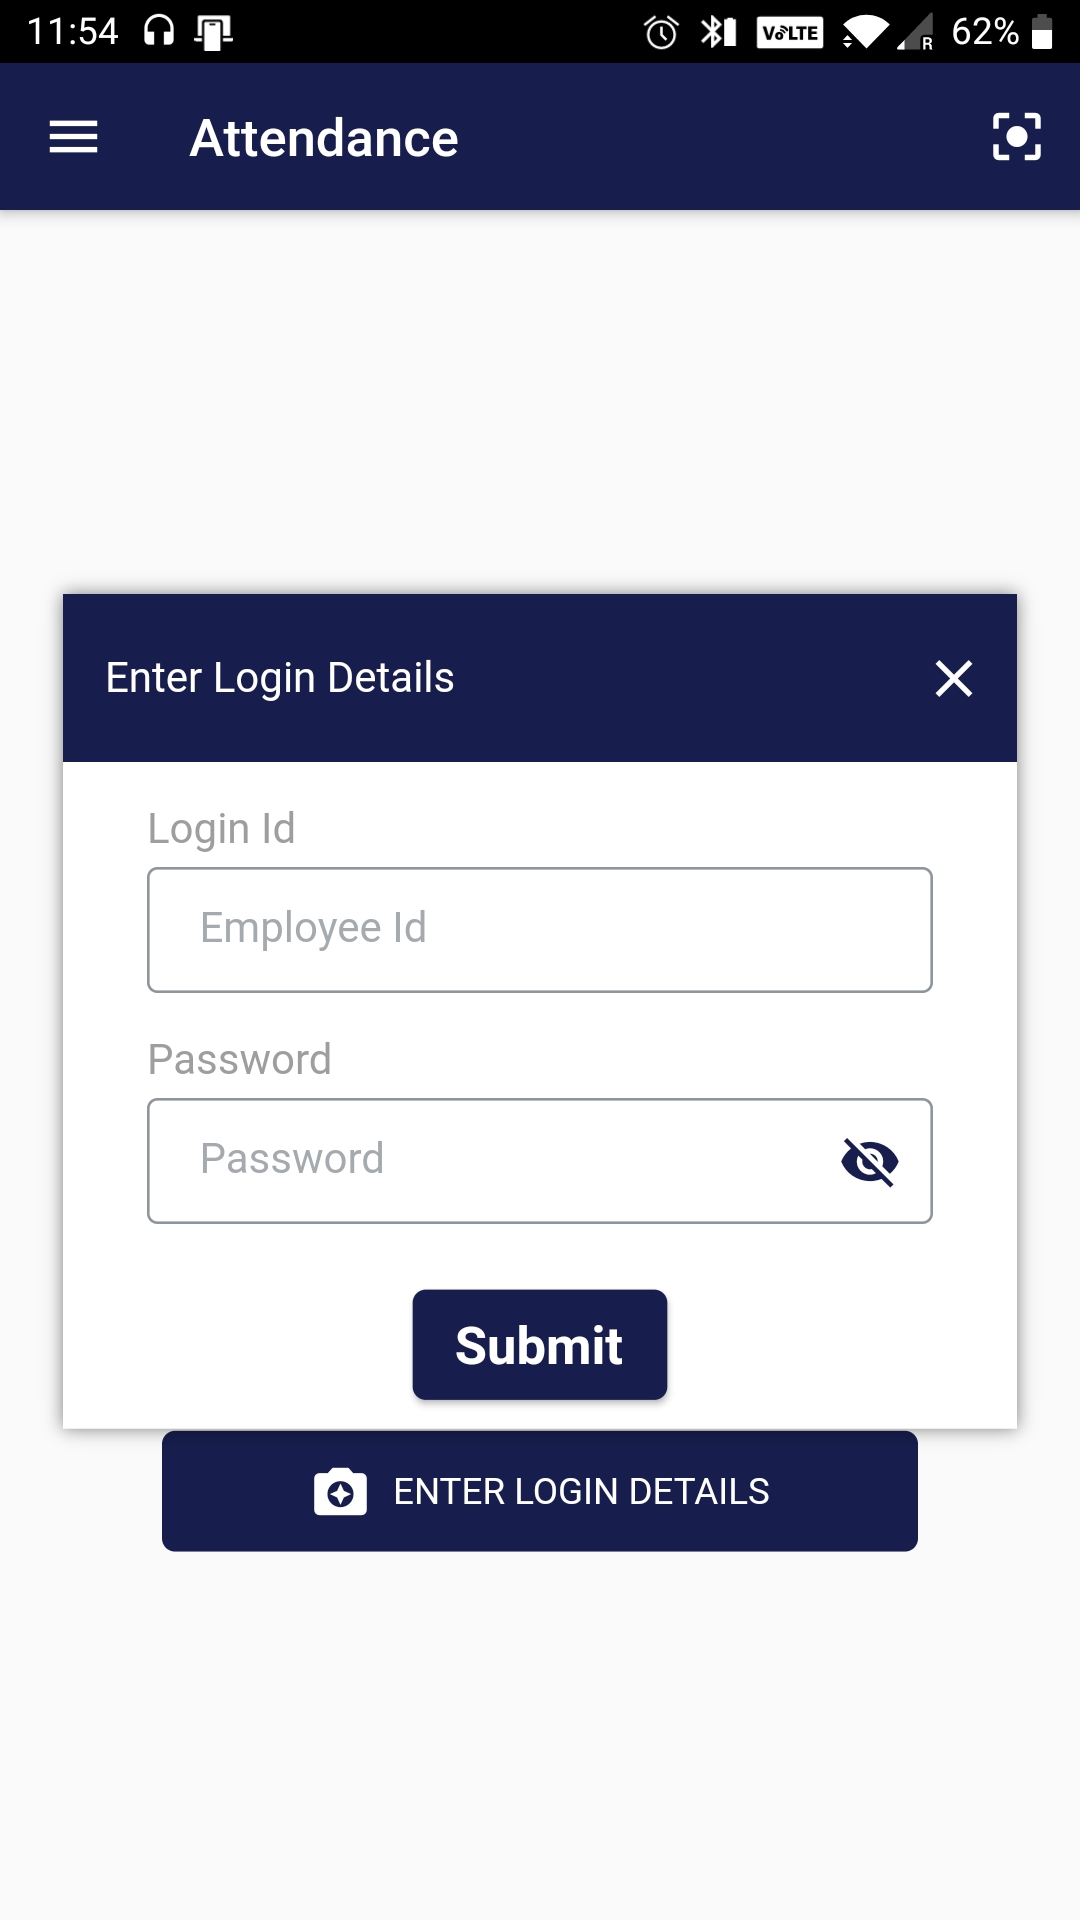 11:54 VoLTE R 62%
Attendance
Enter Login Details
Login Id
Employee Id
Password
Password
Submit
ENTER LOGIN DETAILS